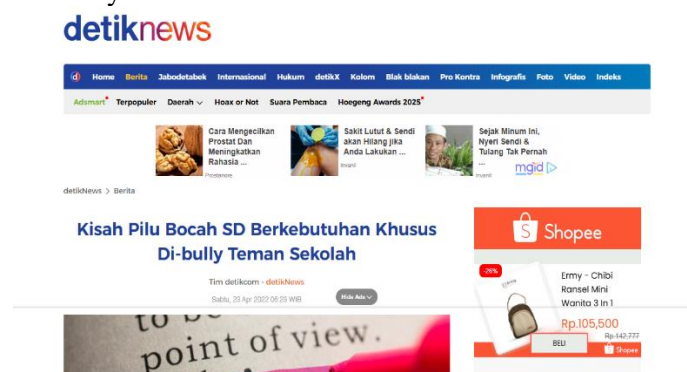 detiknews
d Home Berita Jabodetabek Internasional Hukum detikX Kolom Blak blakan Pro Kontra Infografis Foto Video Indeks
Adsmart Terpopuler Daerah Hoax or Not Suara Pembaca Hoegeng Awards 2025
Cara Mengecilkan
Prostat Dan
Meningkatkan
Rahasia ...
Prostanore
Sakit Lutut & Sendi
akan Hilang jika
Anda Lakukan ...
Invanil
Sejak Minum Ini,
Nyeri Sendi &
Tulang Tak Pernah
...
Invanil
mgid
detikNews > Berita
Kisah Pilu Bocah SD Berkebutuhan Khusus
Di-bully Teman Sekolah
Tim detikcom - detikNews
Sabtu, 23 Apr 2022 06:23 WIB
Hide Ads
point of view.
Shopee
-26%
Ermy - Chibi
Ransel Mini
Wanita 3 In 1
Rp.105,500
Rp.142,777
BELI
Shopee